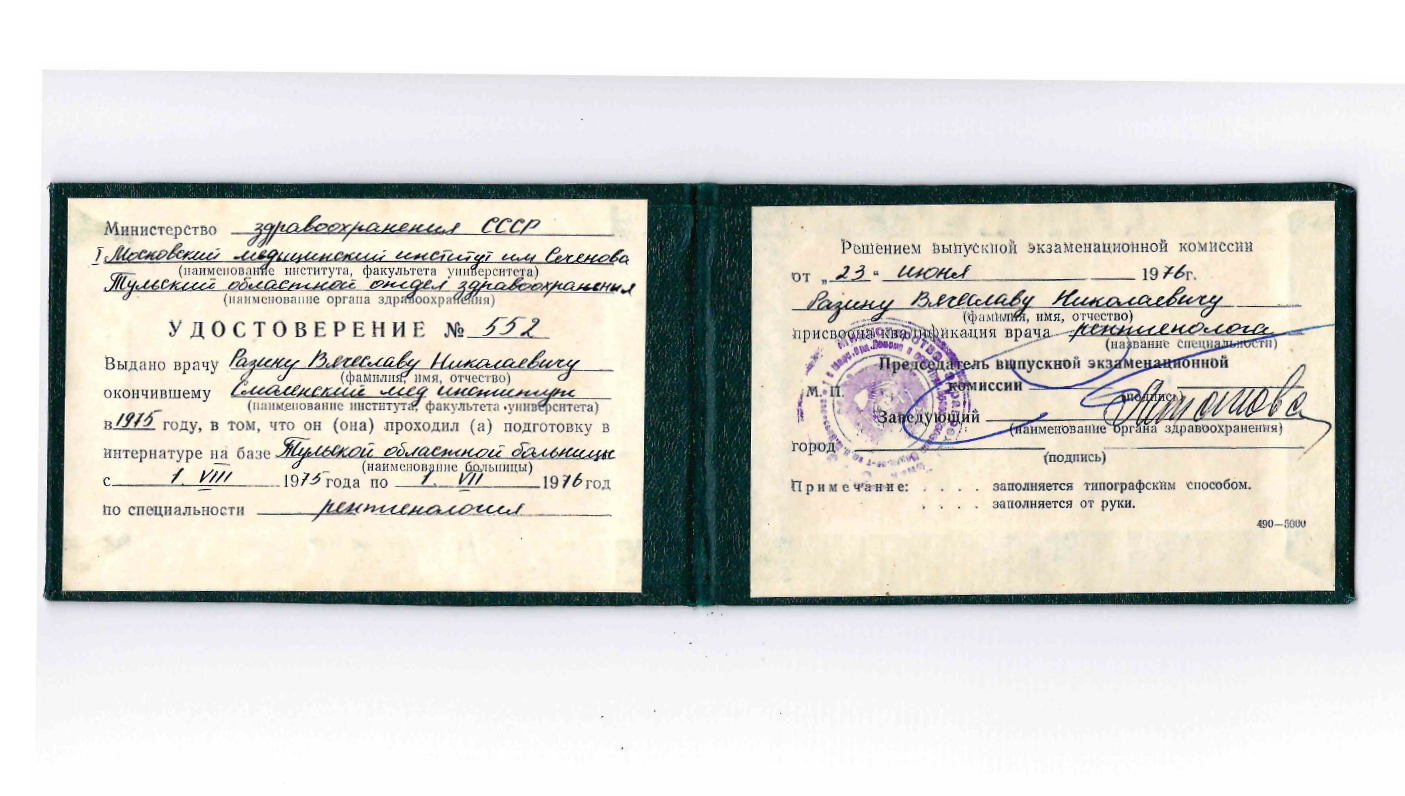 Министерство здравоохранения СССР
I Московский медицинский институт им Сеченова
(наименование института, факультета университета)
Тульский областной отдел здравоохранения
(наименование органа здравоохранения)
УДОСТОВЕРЕНИЕ № 552
Выдано врачу Разину Вячеславу Николаевичу
(фамилия, имя, отчество)
окончившему Смоленский мед институт
(наименование института, факультета университета)
в 1975 году, в том, что он (она) проходил (а) подготовку в
интернатуре на базе Тульской областной больницы
(наименование больницы)
с 1. VIII 1975 года по 1. VII 1976 год
по специальности рентгенология
Решением выпускной экзаменационной комиссии
от „23“ июня 1976г.
Разину Вячеславу Николаевичу
(фамилия, имя, отчество)
присвоена квалификация врача рентгенолога
(название специальности)
Председатель выпускной экзаменационной
М. П. комиссии
(подпись)
Заведующий
(наименование органа здравоохранения)
город
(подпись)
Примечание: . . . . заполняется типографским способом.
. . . . заполняется от руки.
490—5000